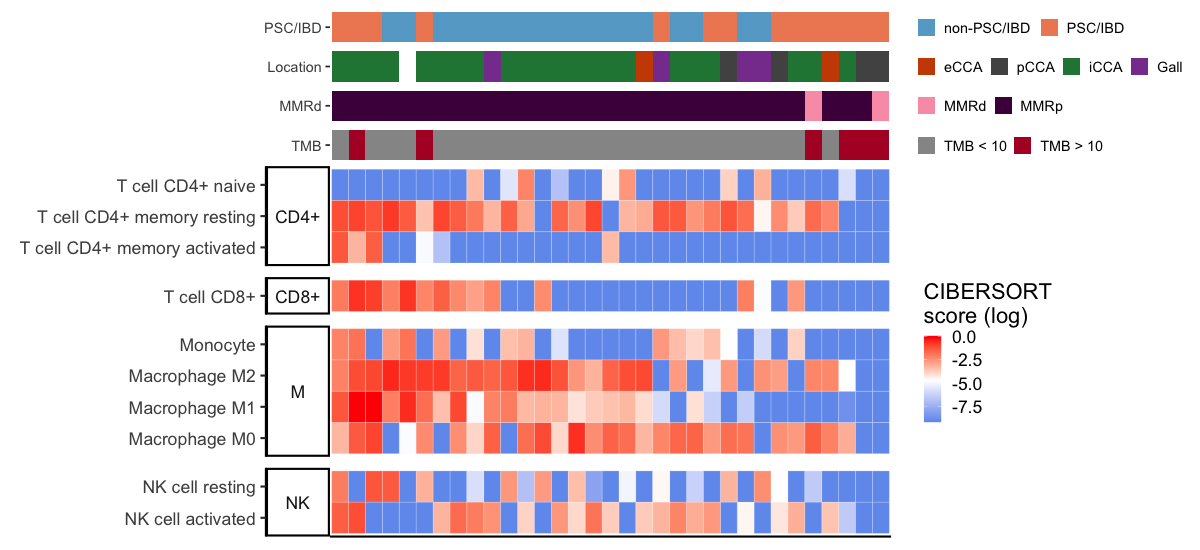 PSC/IBD
non-PSC/IBD PSC/IBD
Location
eCCA pCCA iCCA Gall
MMRd
MMRd MMRp
TMB
TMB < 10 TMB > 10
T cell CD4+ naive
T cell CD4+ memory resting
T cell CD4+ memory activated
CD4+
T cell CD8+
CD8+
Monocyte
Macrophage M2
Macrophage M1
Macrophage M0
M
NK cell resting
NK cell activated
NK
CIBERSORT
score (log)
0.0
-2.5
-5.0
-7.5